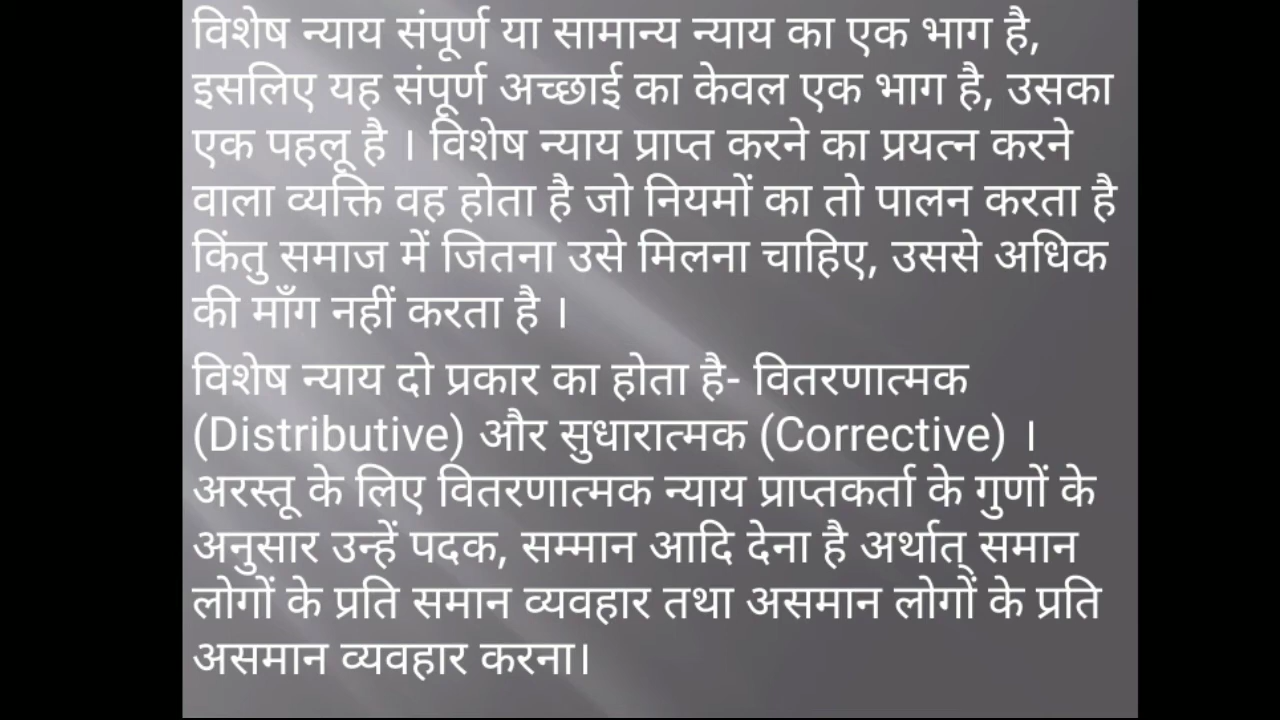 विशेष न्याय संपूर्ण या सामान्य न्याय का एक भाग है,
इसलिए यह संपूर्ण अच्छाई का केवल एक भाग है, उसका
एक पहलू है । विशेष न्याय प्राप्त करने का प्रयत्न करने
वाला व्यक्ति वह होता है जो नियमों का तो पालन करता है
किंतु समाज में जितना उसे मिलना चाहिए, उससे अधिक
की माँग नहीं करता है ।
विशेष न्याय दो प्रकार का होता है- वितरणात्मक
(Distributive) और सुधारात्मक (Corrective) ।
अरस्तू के लिए वितरणात्मक न्याय प्राप्तकर्ता के गुणों के
अनुसार उन्हें पदक, सम्मान आदि देना है अर्थात् समान
लोगों के प्रति समान व्यवहार तथा असमान लोगों के प्रति
असमान व्यवहार करना।